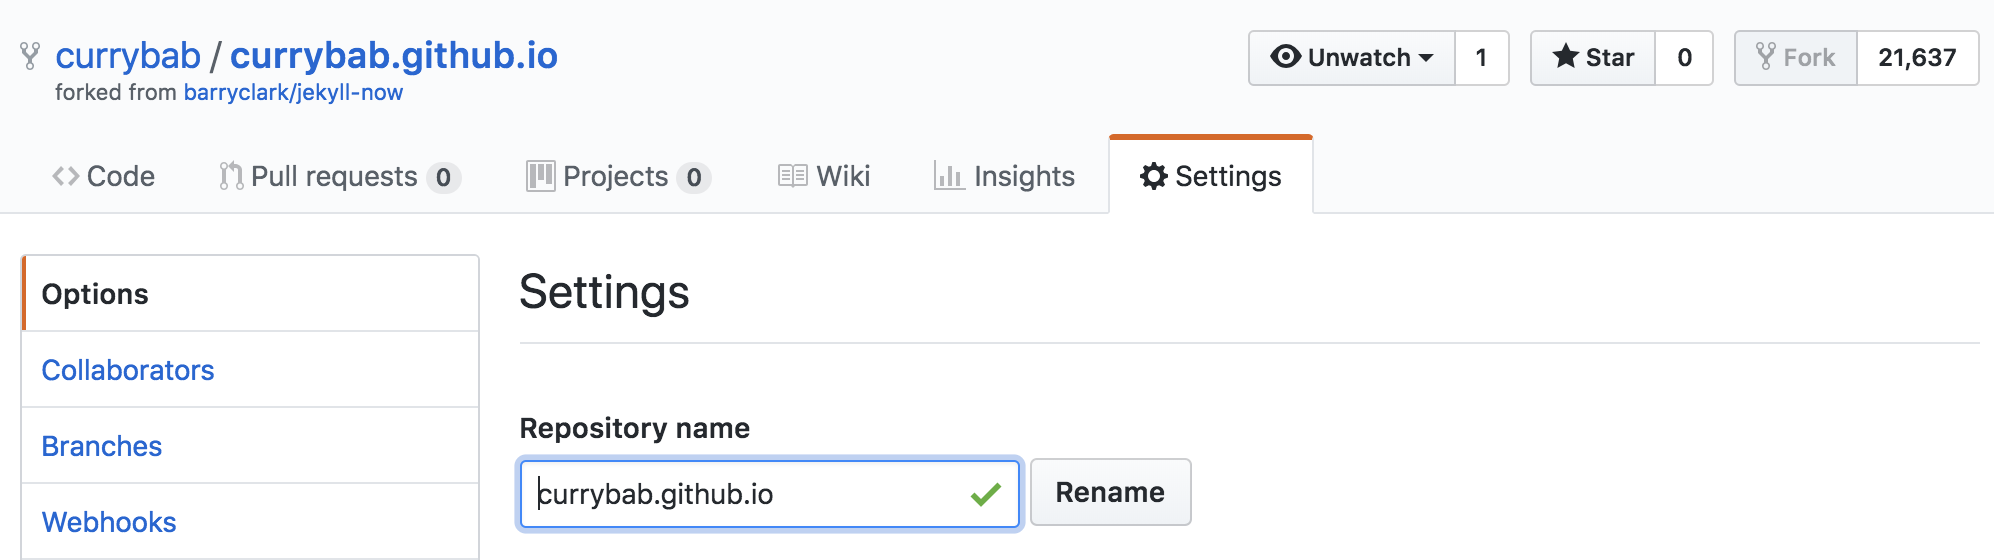 currybab / currybab.github.io
Unwatch 1
Star 0
Fork 21,637
forked from barryclark/jekyll-now
Code
Pull requests 0
Projects 0
Wiki
Insights
Settings
Options
Collaborators
Branches
Webhooks
Settings
Repository name
currybab.github.io
Rename